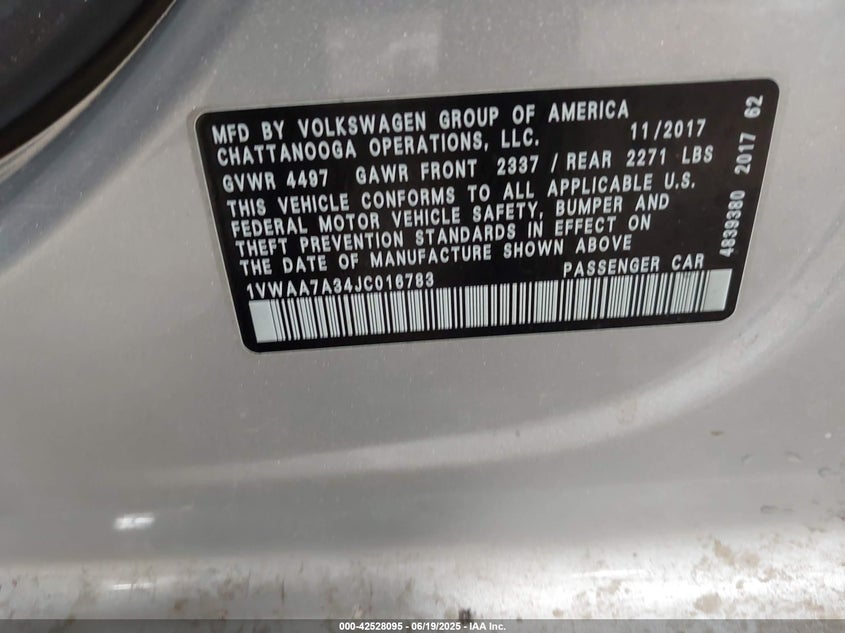 MFD BY VOLKSWAGEN GROUP OF AMERICA
CHATTANOOGA OPERATIONS, LLC. 11/2017
GVWR 4497 GAWR FRONT 2337 / REAR 2271 LBS
THIS VEHICLE CONFORMS TO ALL APPLICABLE U.S.
FEDERAL MOTOR VEHICLE SAFETY, BUMPER AND
THEFT PREVENTION STANDARDS IN EFFECT ON
THE DATE OF MANUFACTURE SHOWN ABOVE
1VWAA7A34JC016783 PASSENGER CAR
4839380 2017 62
000-42528095 - 06/19/2025 - IAA Inc.